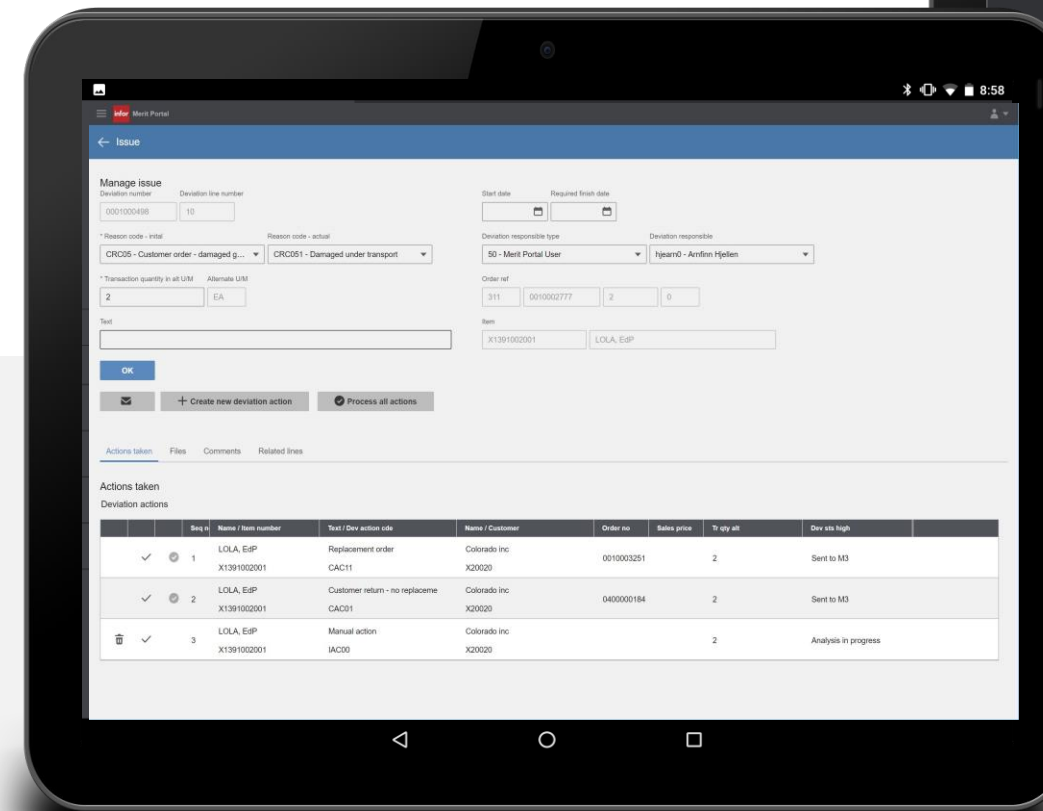 8:58
infor Merit Portal
Issue
Manage issue
Deviation number Deviation line number Start date Required finish date
0001000498 10
* Reason code - inital Reason code - actual Deviation responsible type Deviation responsible
CRC05 - Customer order - damaged g... CRC051 - Damaged under transport 50 - Merit Portal User hjearn0 - Arnfinn Hjellen
* Transaction quantity in alt U/M Alternate U/M Order ref
2 EA 311 0010002777 2 0
Text Item
X1391002001 LOLA, EdP
OK
Create new deviation action Process all actions
Actions taken Files Comments Related lines
Actions taken
Deviation actions
Seq n Name / Item number Text / Dev action cde Name / Customer Order no Sales price Tr qty alt Dev sts high
1 LOLA, EdP Replacement order Colorado inc 0010003251 2 Sent to M3
X1391002001 CAC11 X20020
2 LOLA, EdP Customer return - no replaceme Colorado inc 0400000184 2 Sent to M3
X1391002001 CAC01 X20020
3 LOLA, EdP Manual action Colorado inc 2 Analysis in progress
X1391002001 IAC00 X20020